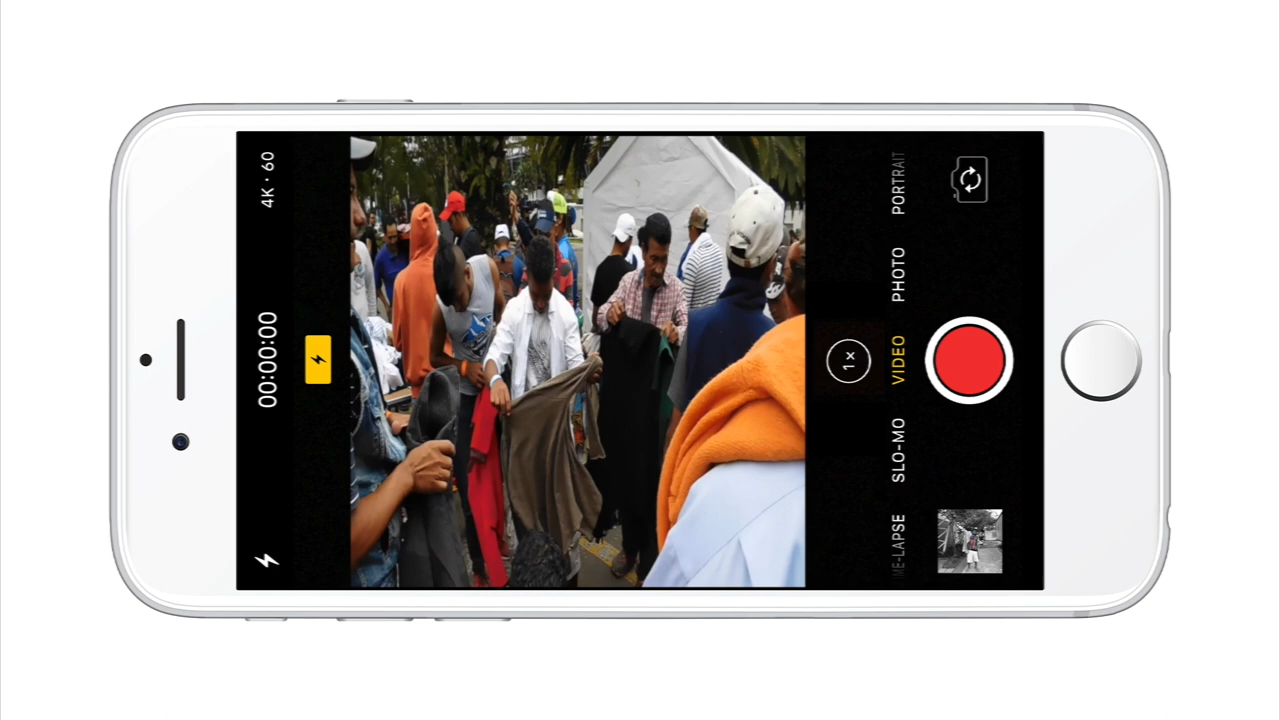 4K · 60
00:00:00
1×
PORTRAIT
PHOTO
VIDEO
SLO-MO
ME-LAPSE